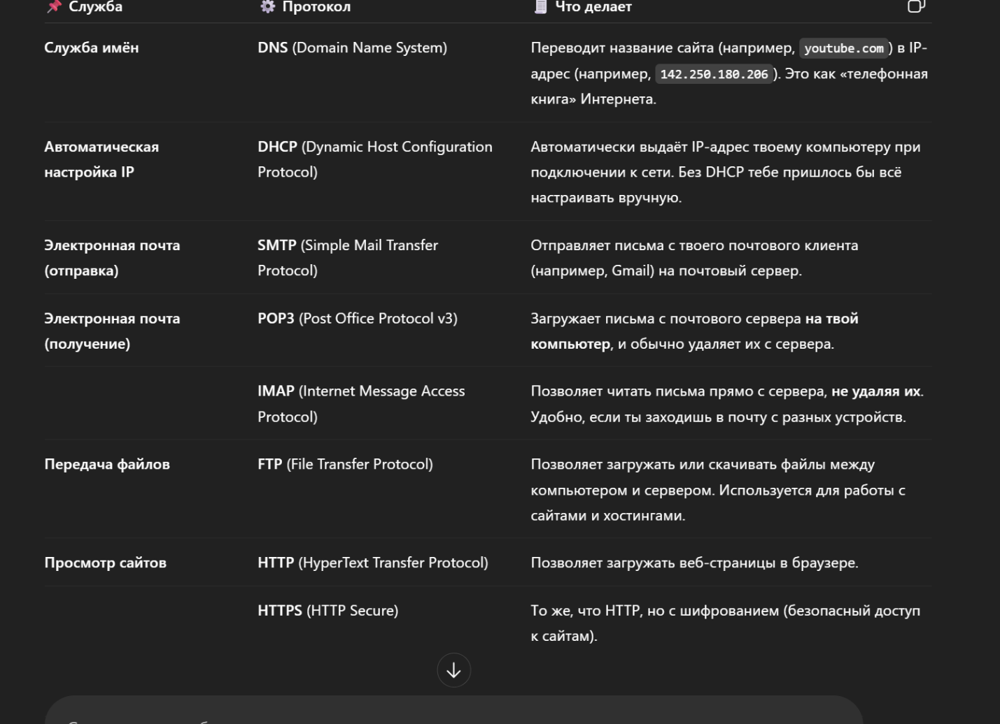 📌 Служба ⚙️ Протокол 🧾 Что делает
Служба имён DNS (Domain Name System) Переводит название сайта (например, youtube.com) в IP-
адрес (например, 142.250.180.206). Это как «телефонная
книга» Интернета.
Автоматическая DHCP (Dynamic Host Configuration Автоматически выдаёт IP-адрес твоему компьютеру при
настройка IP Protocol) подключении к сети. Без DHCP тебе пришлось бы всё
настраивать вручную.
Электронная почта SMTP (Simple Mail Transfer Отправляет письма с твоего почтового клиента
(отправка) Protocol) (например, Gmail) на почтовый сервер.
Электронная почта POP3 (Post Office Protocol v3) Загружает письма с почтового сервера на твой
(получение) компьютер, и обычно удаляет их с сервера.
IMAP (Internet Message Access Позволяет читать письма прямо с сервера, не удаляя их.
Protocol) Удобно, если ты заходишь в почту с разных устройств.
Передача файлов FTP (File Transfer Protocol) Позволяет загружать или скачивать файлы между
компьютером и сервером. Используется для работы с
сайтами и хостингами.
Просмотр сайтов HTTP (HyperText Transfer Protocol) Позволяет загружать веб-страницы в браузере.
HTTPS (HTTP Secure) То же, что HTTP, но с шифрованием (безопасный доступ
к сайтам).